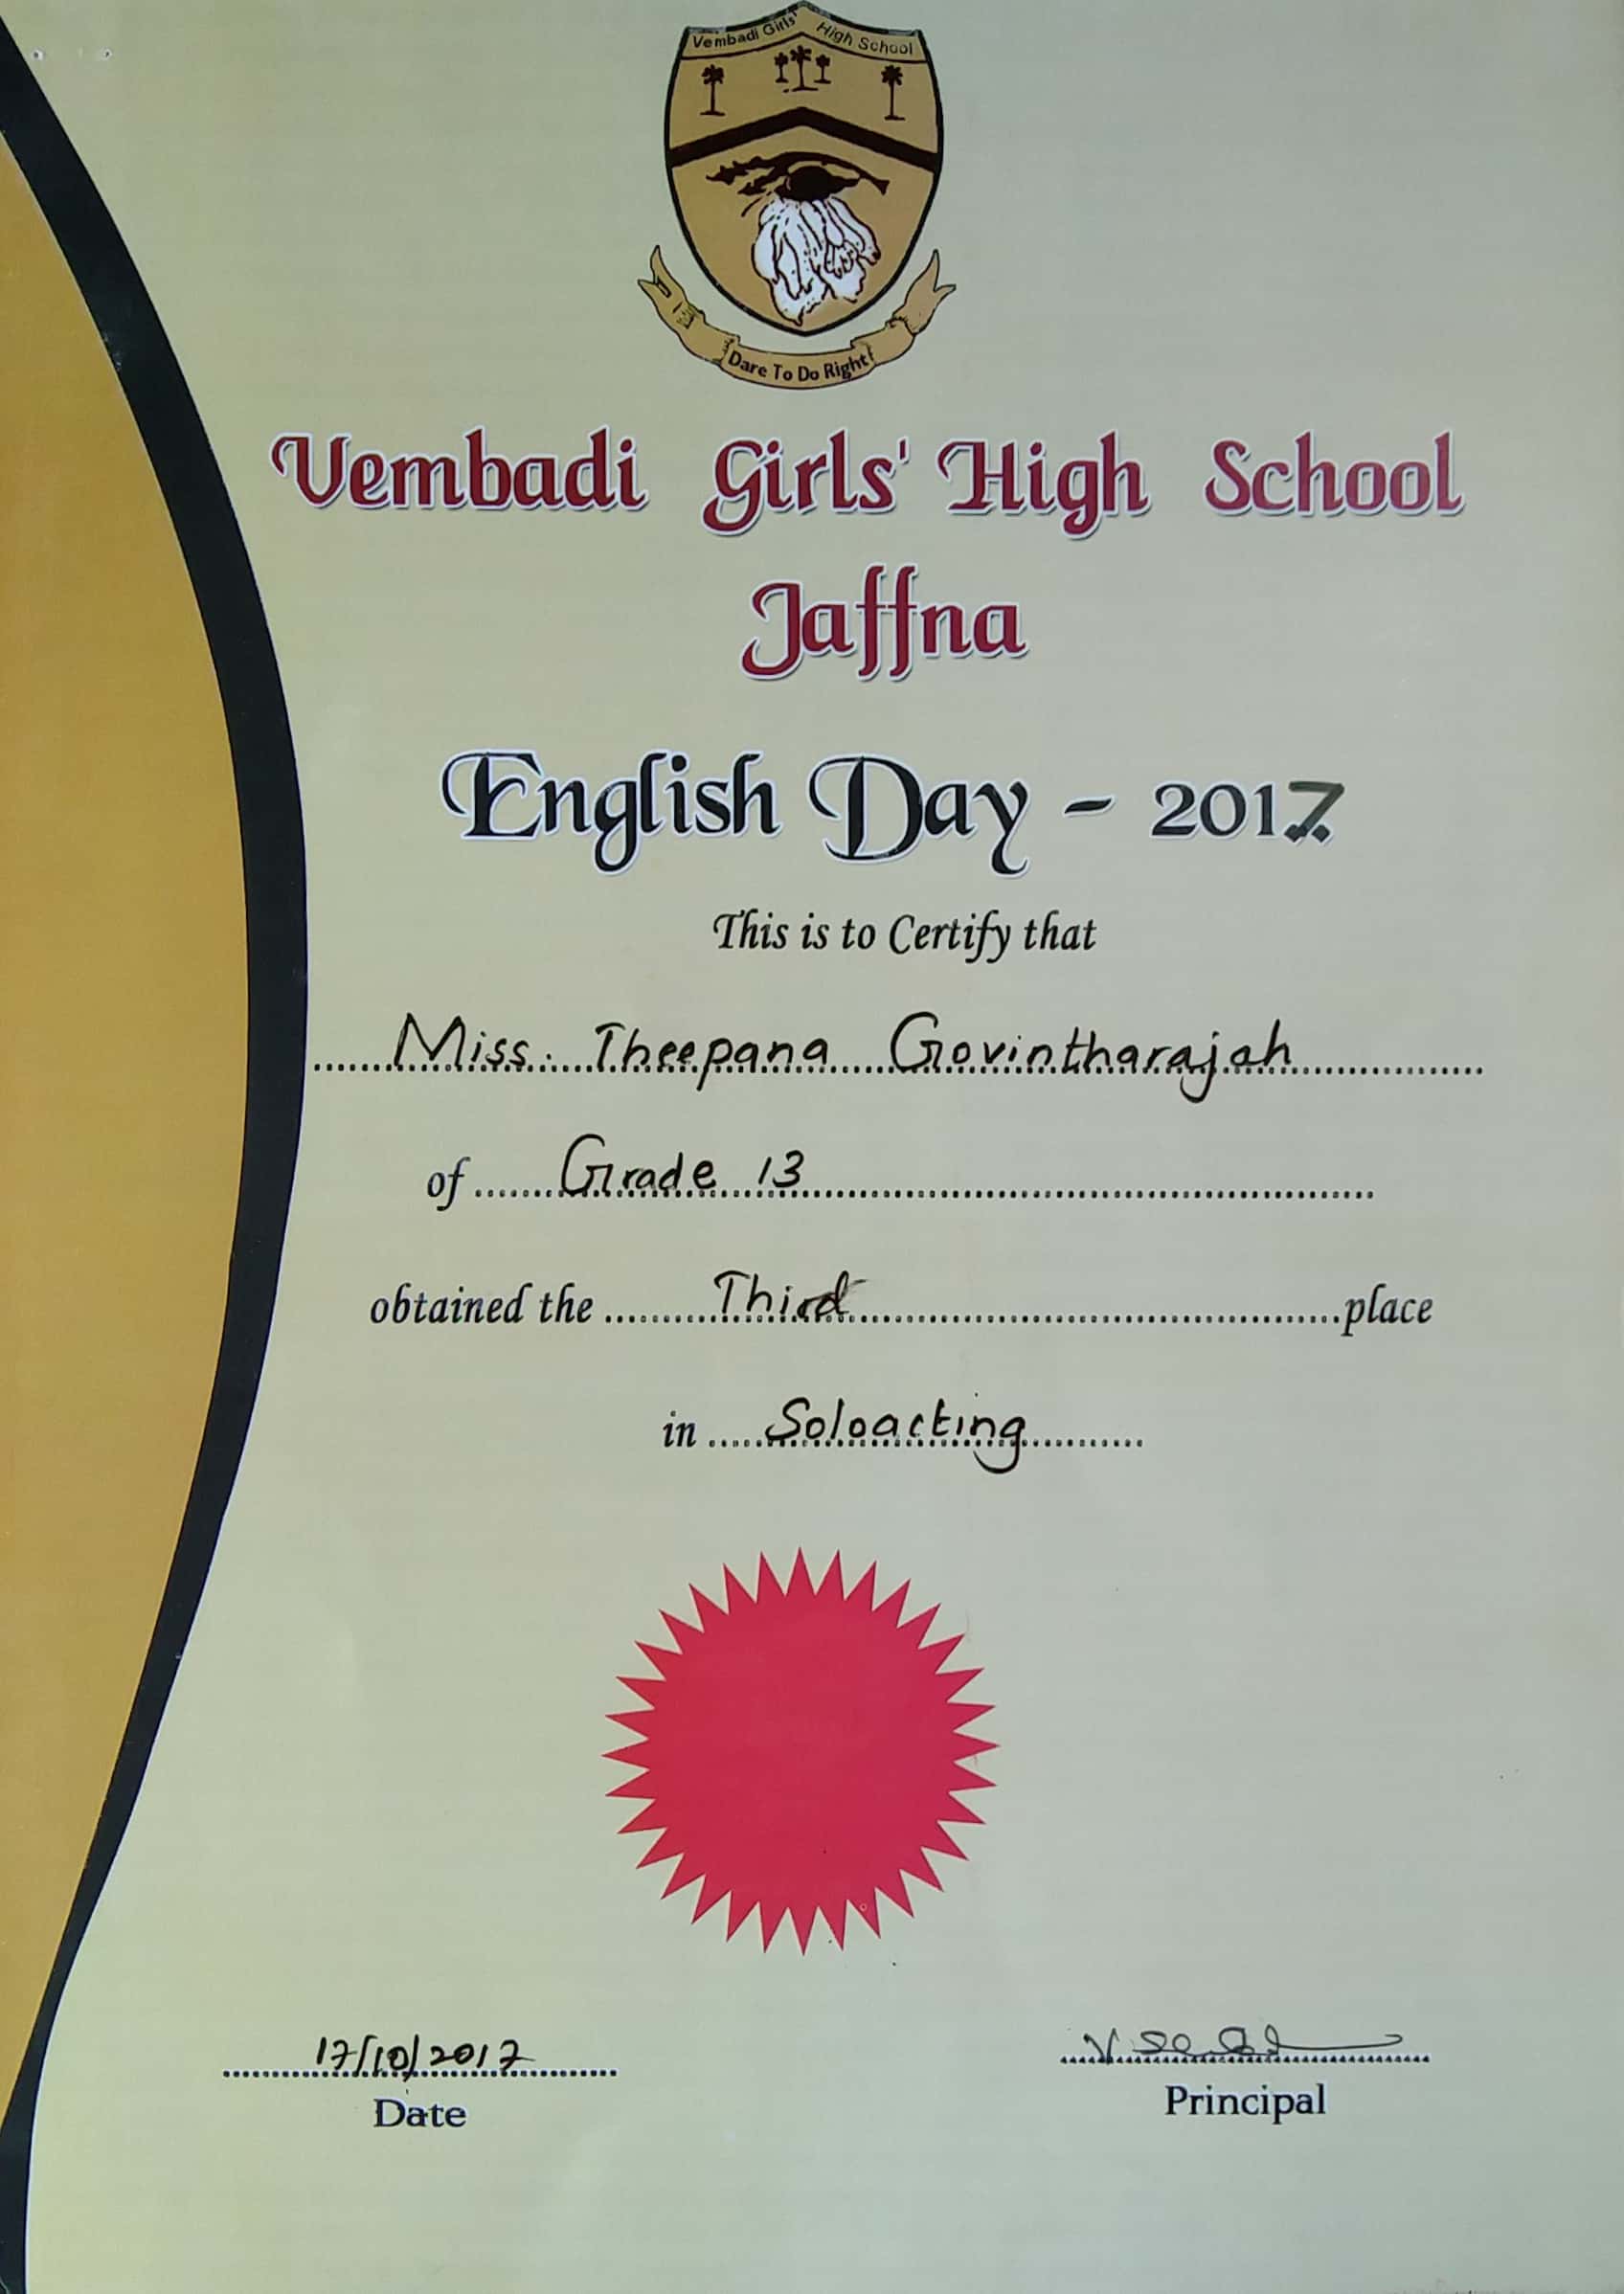 Vembadi Girls' High School
Dare To Do Right
Vembadi Girls' High School
Jaffna
English Day - 2017
This is to Certify that
Miss. Theepana Govintharajah
of Grade 13
obtained the Third place
in Soloacting
17/10/2017
Date
Principal